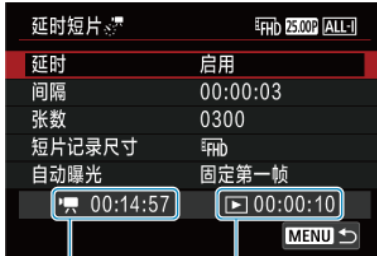 延时短片 FHD 25.00P ALL-I
延时 启用
间隔 00:00:03
张数 0300
短片记录尺寸 FHD
自动曝光 固定第一帧
00:14:57 00:00:10
MENU